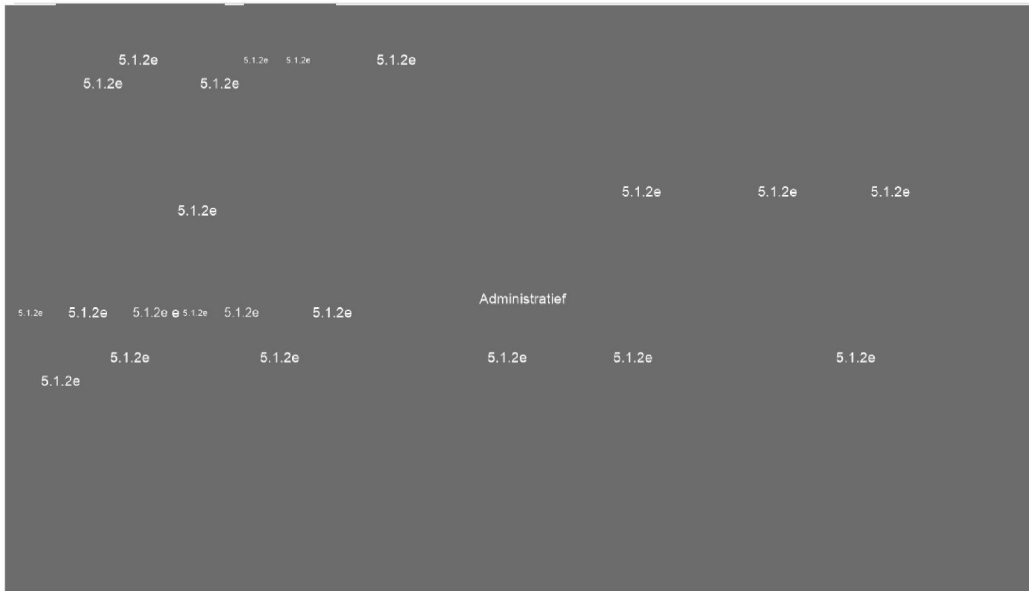 5.1.2e 5.1.2e 5.1.2e 5.1.2e
5.1.2e 5.1.2e
5.1.2e 5.1.2e 5.1.2e
5.1.2e
Administratief
5.1.2e 5.1.2e 5.1.2e e 5.1.2e 5.1.2e 5.1.2e
5.1.2e 5.1.2e 5.1.2e 5.1.2e 5.1.2e
5.1.2e